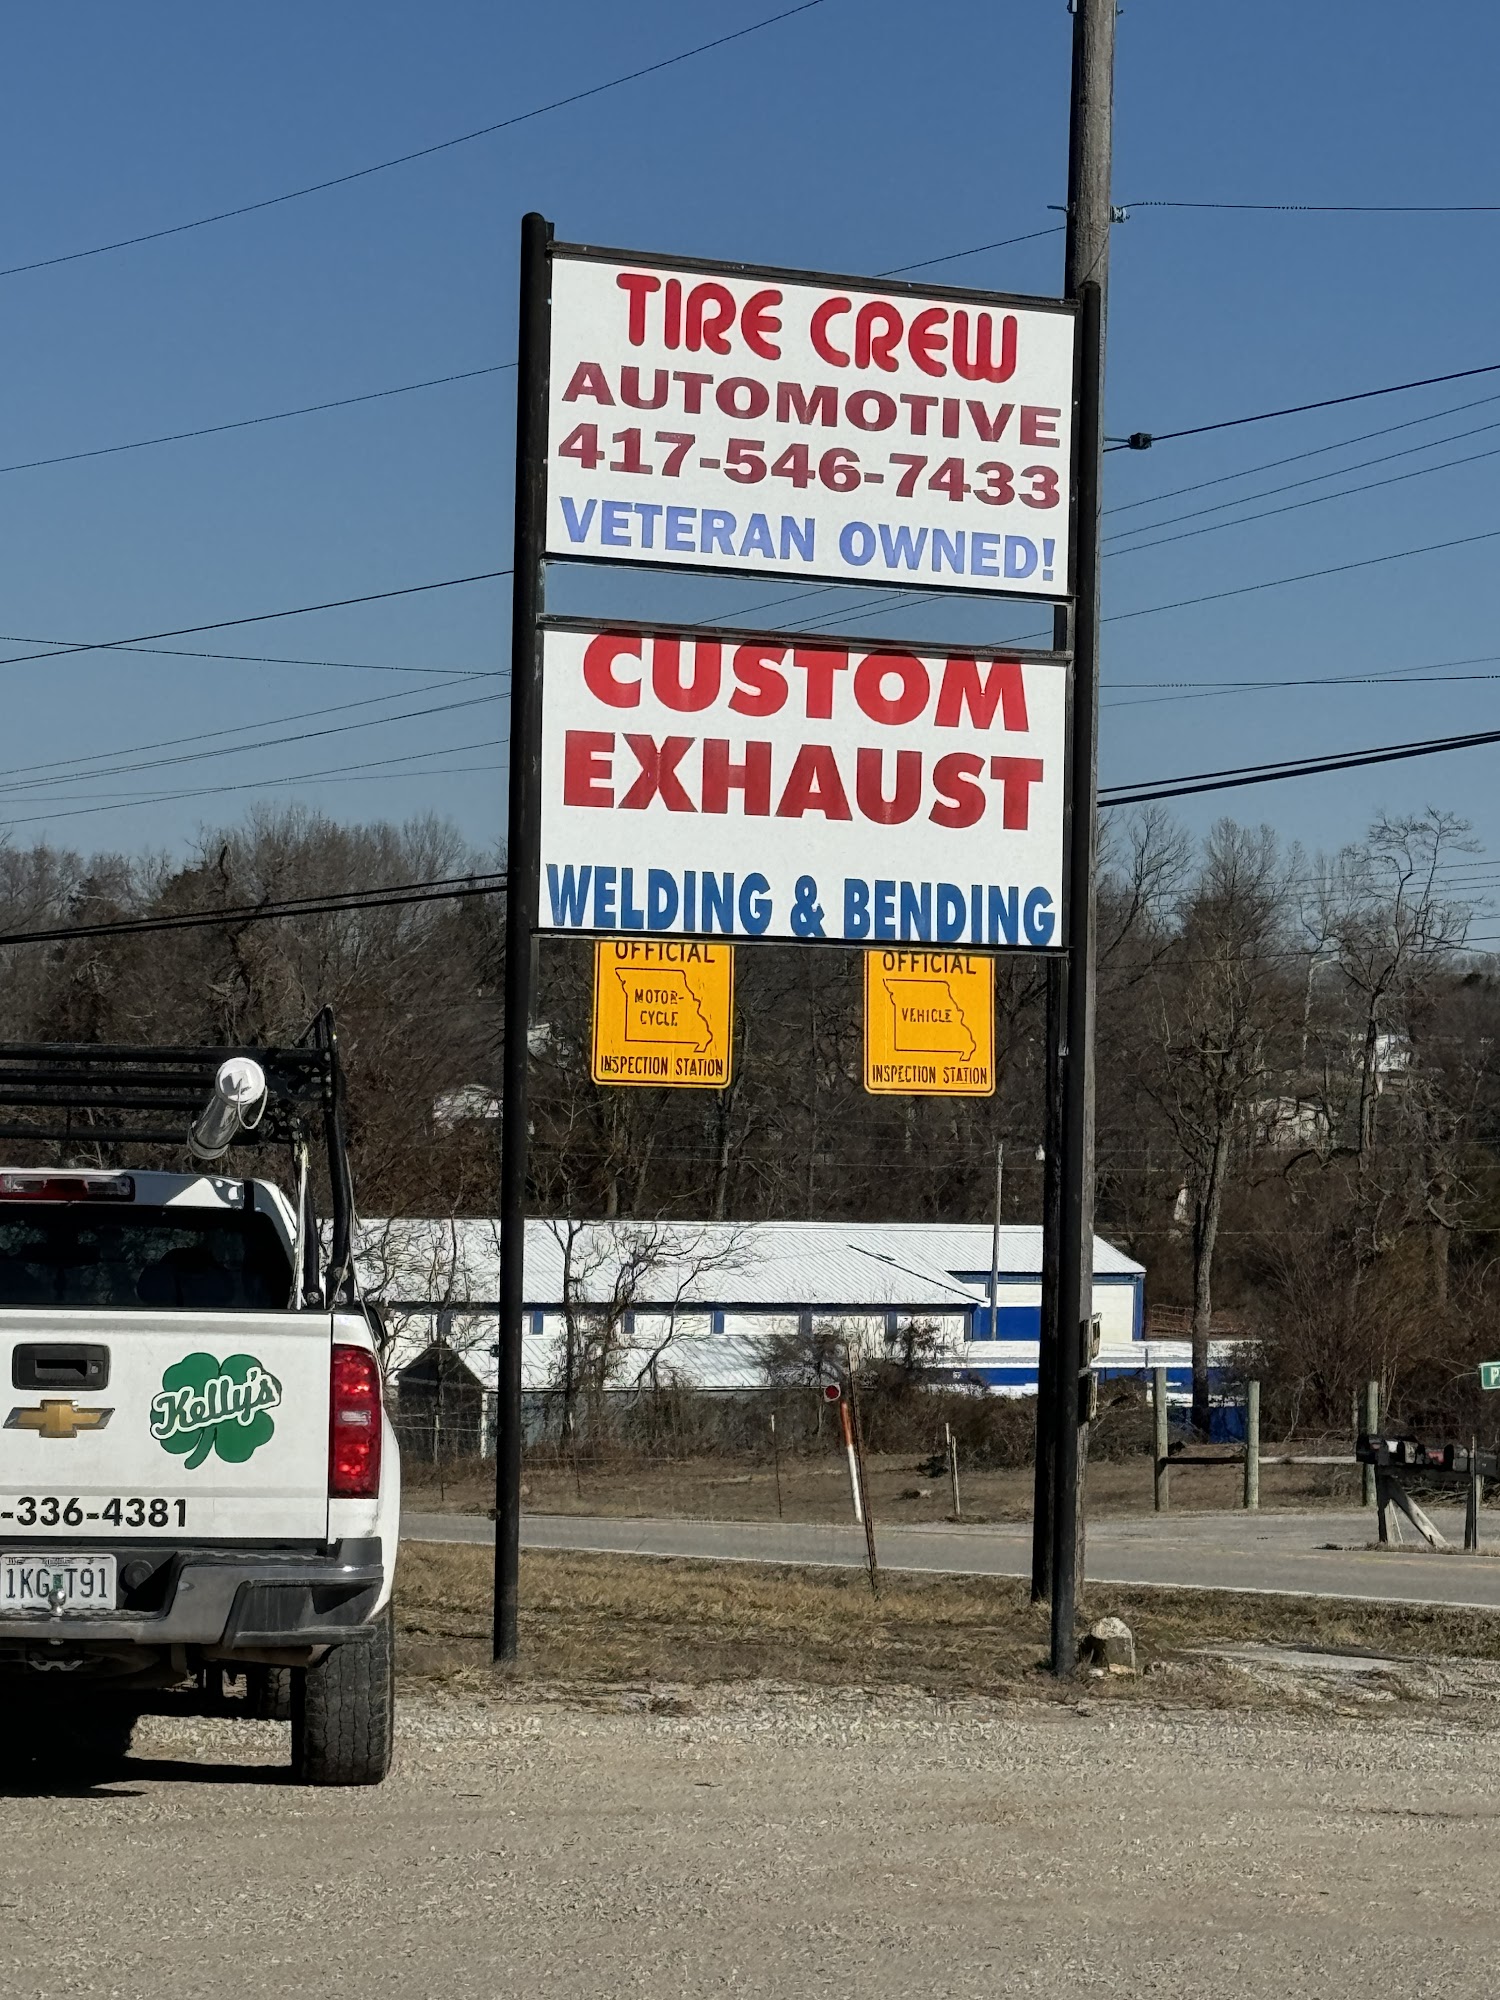 TIRE CREW
AUTOMOTIVE
417-546-7433
VETERAN OWNED!
CUSTOM
EXHAUST
WELDING & BENDING
OFFICIAL
MOTOR-
CYCLE
INSPECTION STATION
OFFICIAL
VEHICLE
INSPECTION STATION
Kelly's
-336-4381
1KG T91
P